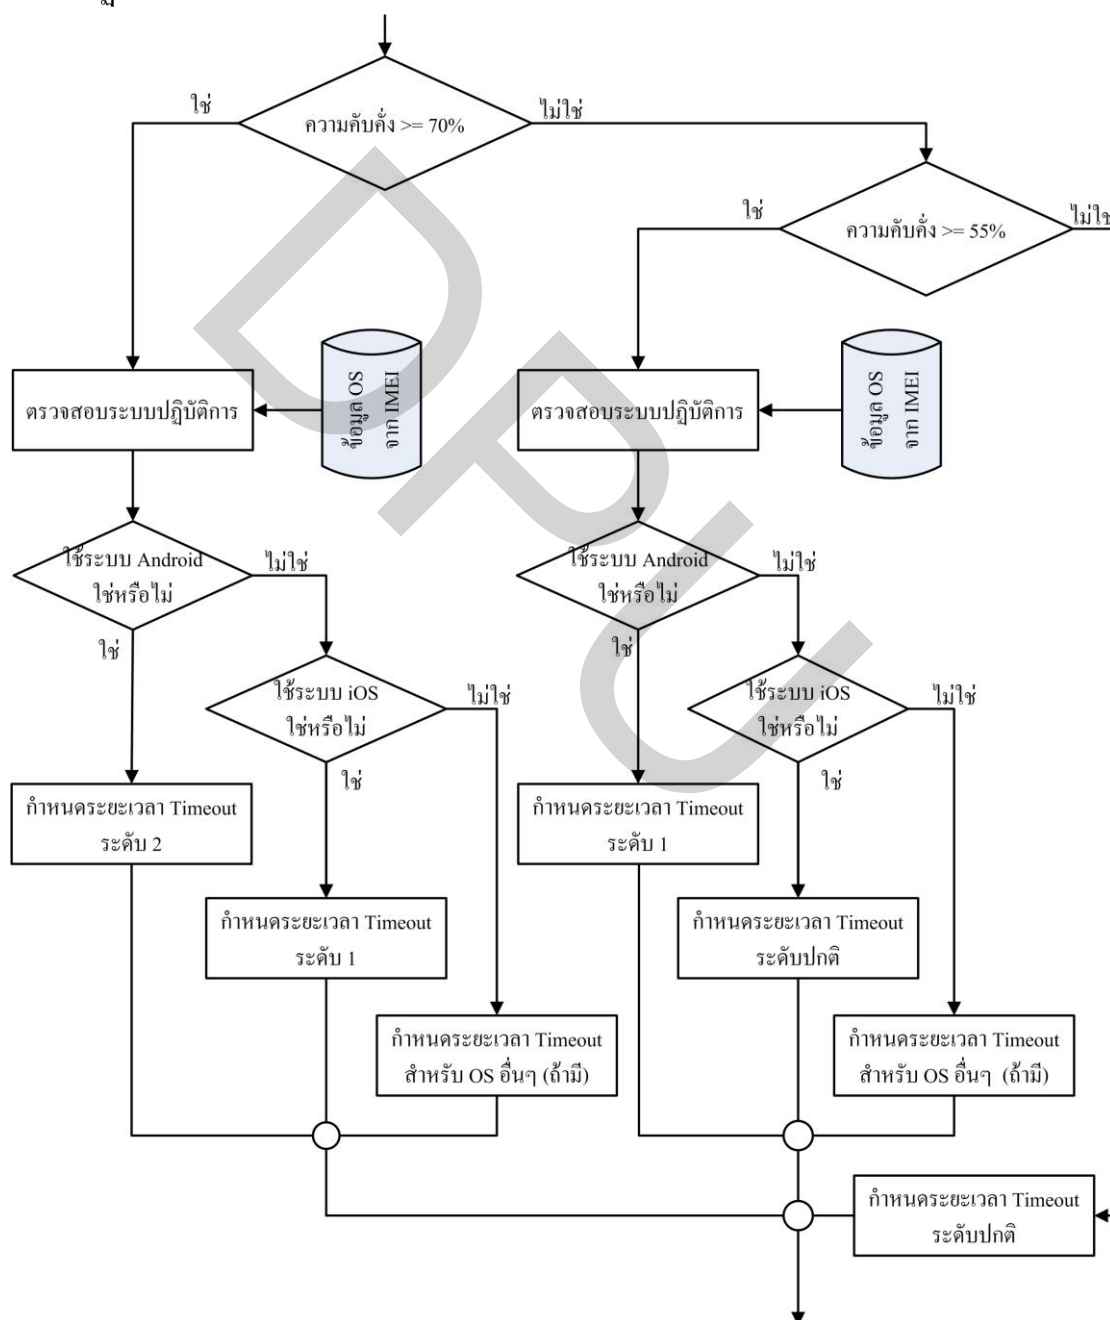 ความคับคั่ง >= 70%
ใช่
ไม่ใช่
ความคับคั่ง >= 55%
ใช่
ไม่ใช่
ตรวจสอบระบบปฏิบัติการ
ข้อมูล OS
จาก IMEI
ตรวจสอบระบบปฏิบัติการ
ข้อมูล OS
จาก IMEI
ใช้ระบบ Android
ใช่หรือไม่
ไม่ใช่
ใช่
ใช้ระบบ Android
ใช่หรือไม่
ไม่ใช่
ใช่
ใช้ระบบ iOS
ใช่หรือไม่
ไม่ใช่
ใช่
ใช้ระบบ iOS
ใช่หรือไม่
ไม่ใช่
ใช่
กำหนดระยะเวลา Timeout
ระดับ 2
กำหนดระยะเวลา Timeout
ระดับ 1
กำหนดระยะเวลา Timeout
ระดับ 1
กำหนดระยะเวลา Timeout
ระดับปกติ
กำหนดระยะเวลา Timeout
สำหรับ OS อื่นๆ (ถ้ามี)
กำหนดระยะเวลา Timeout
สำหรับ OS อื่นๆ (ถ้ามี)
กำหนดระยะเวลา Timeout
ระดับปกติ
DPU